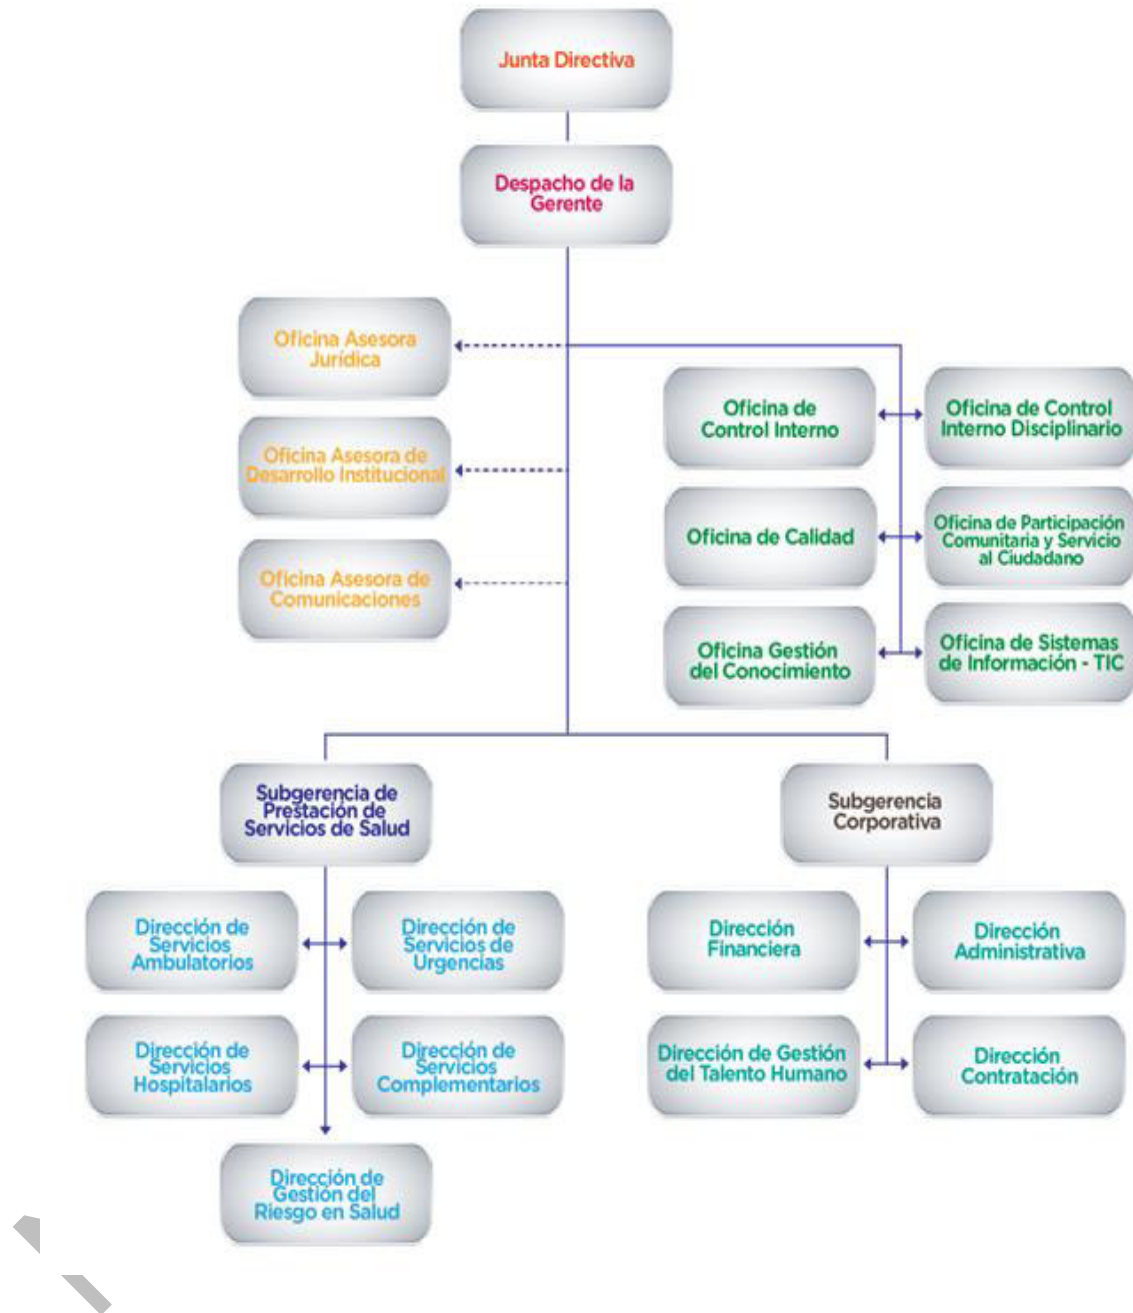 Junta Directiva
Despacho de la
Gerente
Oficina Asesora
Jurídica
Oficina Asesora de
Desarrollo Institucional
Oficina Asesora de
Comunicaciones
Oficina de
Control Interno
Oficina de Control
Interno Disciplinario
Oficina de Calidad
Oficina de Participación
Comunitaria y Servicio
al Ciudadano
Oficina Gestión
del Conocimiento
Oficina de Sistemas
de Información - TIC
Subgerencia de
Prestación de
Servicios de Salud
Subgerencia
Corporativa
Dirección de
Servicios
Ambulatorios
Dirección de
Servicios de
Urgencias
Dirección
Financiera
Dirección
Administrativa
Dirección de
Servicios
Hospitalarios
Dirección de
Servicios
Complementarios
Dirección de Gestión
del Talento Humano
Dirección
Contratación
Dirección de
Gestión del
Riesgo en Salud